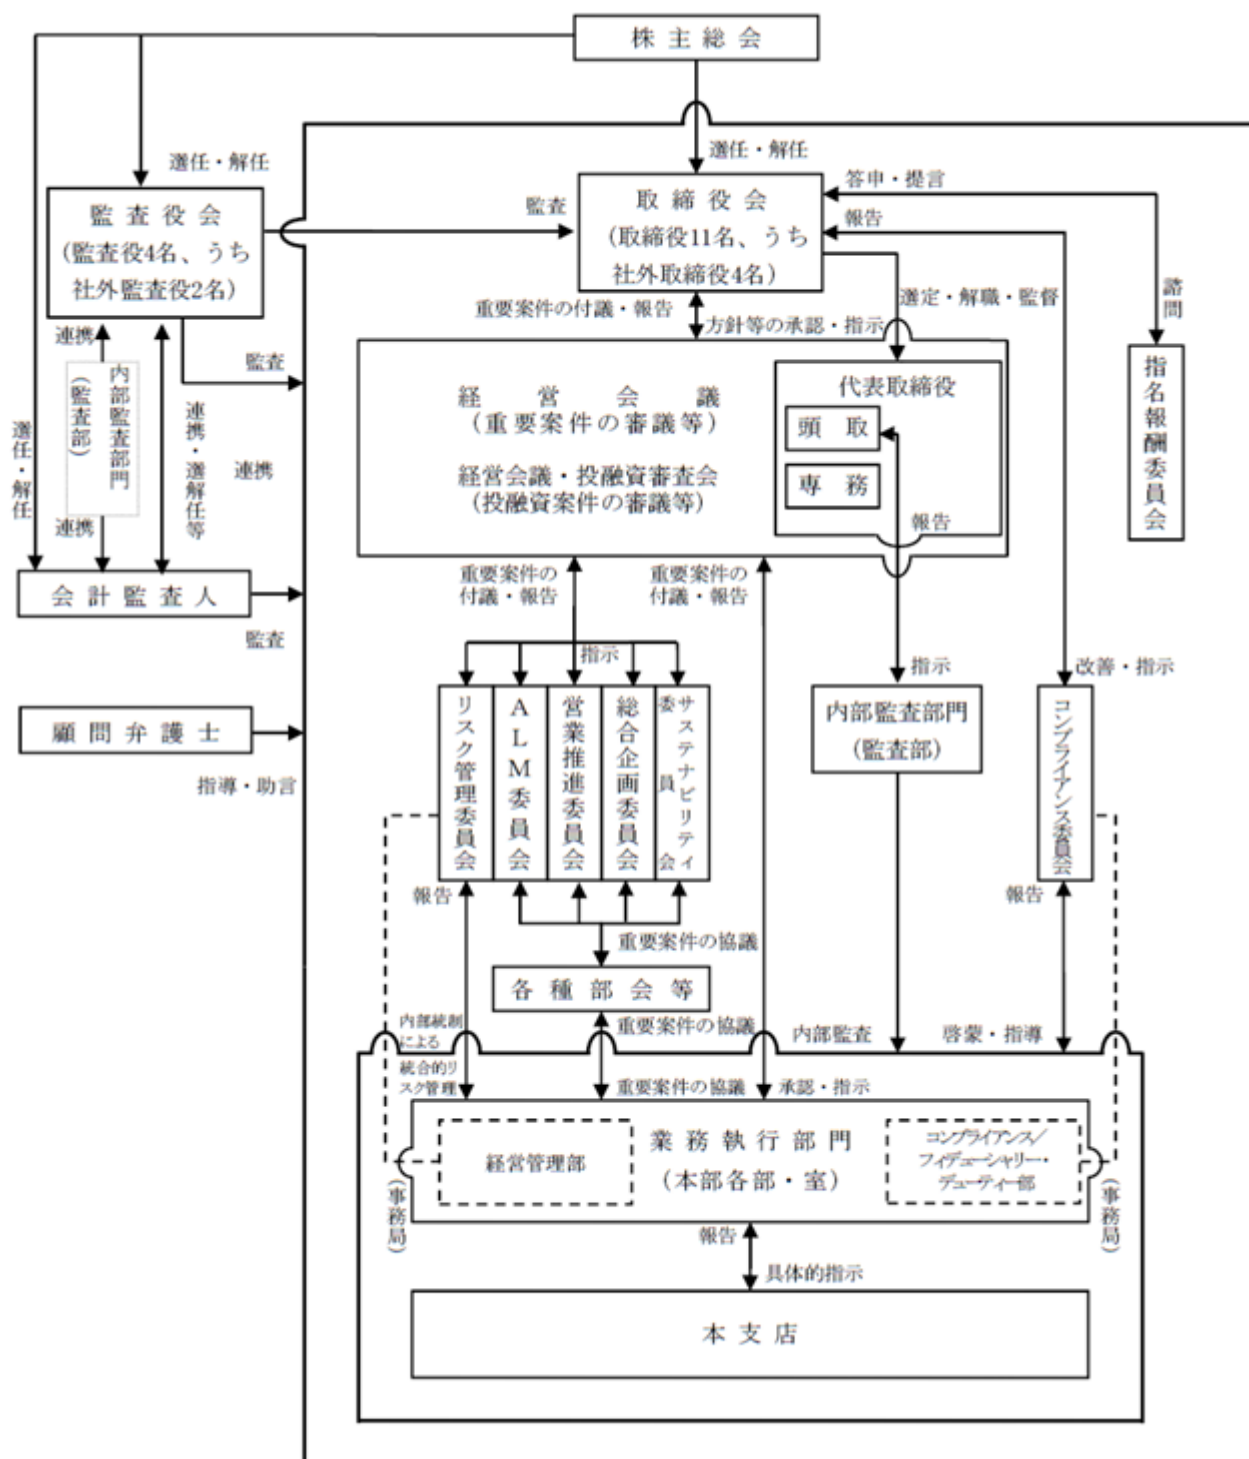 株主総会
選任・解任
選任・解任
監査役会
(監査役4名、うち
社外監査役2名)
監査
取締役会
(取締役11名、うち
社外取締役4名)
答申・提言
報告
諮問
指名報酬委員会
選定・解職・監督
重要案件の付議・報告
方針等の承認・指示
連携
内部監査部門
(監査部)
連携
連携・選解任等
連携
監査
選任・解任
会計監査人
監査
顧問弁護士
指導・助言
経営会議
(重要案件の審議等)
経営会議・投融資審査会
(投融資案件の審議等)
代表取締役
頭取
専務
報告
重要案件の
付議・報告
重要案件の
付議・報告
指示
指示
改善・指示
リスク管理委員会
ALM委員会
営業推進委員会
総合企画委員会
サステナビリティ
委員会
内部監査部門
(監査部)
コンプライアンス委員会
報告
報告
重要案件の協議
各種部会等
内部統制
による
統合的リ
スク管理
重要案件の協議
内部監査
啓蒙・指導
重要案件の協議
承認・指示
業務執行部門
(本部各部・室)
経営管理部
コンプライアンス/
フィデューシャリー・
デューティー部
(事務局)
(事務局)
報告
具体的指示
本支店